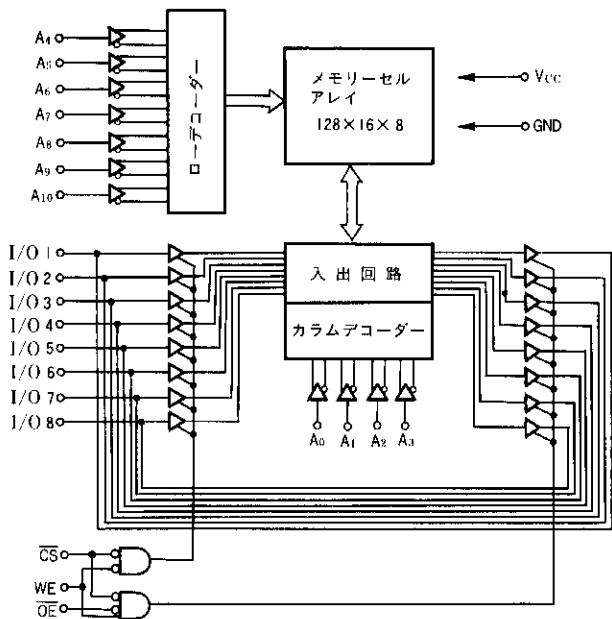 A4
A5
A6
A7
A8
A9
A10
ローデコーダー
メモリーセル
アレイ
128×16×8
Vcc
GND
I/O 1
I/O 2
I/O 3
I/O 4
I/O 5
I/O 6
I/O 7
I/O 8
入出回路
カラムデコーダー
A0
A1
A2
A3
C̅S̅
WE
O̅E̅